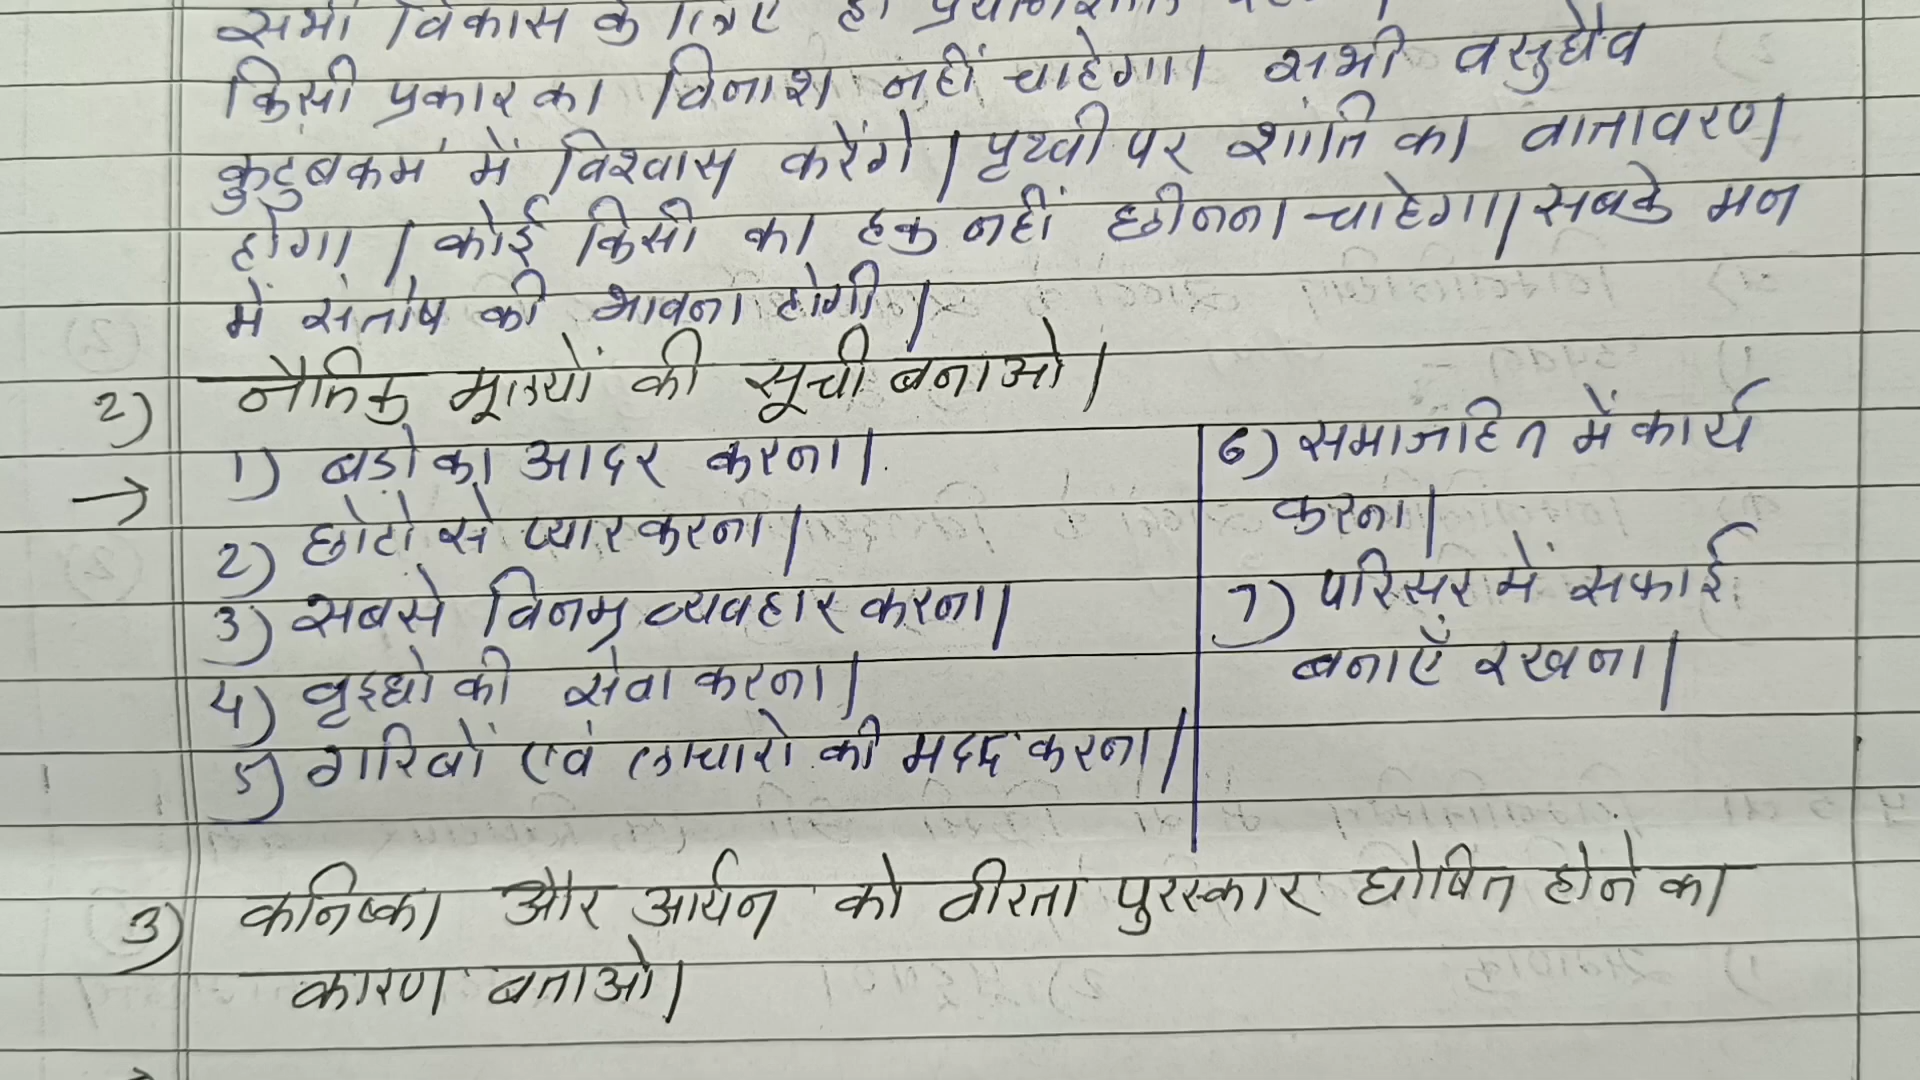 सभी विकास के लिए ही
किसी प्रकार का विनाश नहीं चाहेगा। सभी वसुधैव
कुटुबकम में विश्वास करेंगे। पृथ्वी पर शांति का वातावरण
होगा। कोई किसी का हक नहीं छीनना चाहेगा। सबके मन
में संतोष की भावना होगी।
2) नैतिक मूल्यों की सूची बनाओ।
→ 1) बडो का आदर करना।
2) छोटो से प्यार करना।
3) सबसे विनम्र व्यवहार करना।
4) वृद्धो की सेवा करना।
5) गरिबों एवं लाचारो की मदद करना।
6) समाजहित में कार्य
करना।
7) परिसर में सफाई
बनाएँ रखना।
3) कनिष्का और आर्यन को वीरता पुरस्कार घोषित होने का
कारण बताओ।